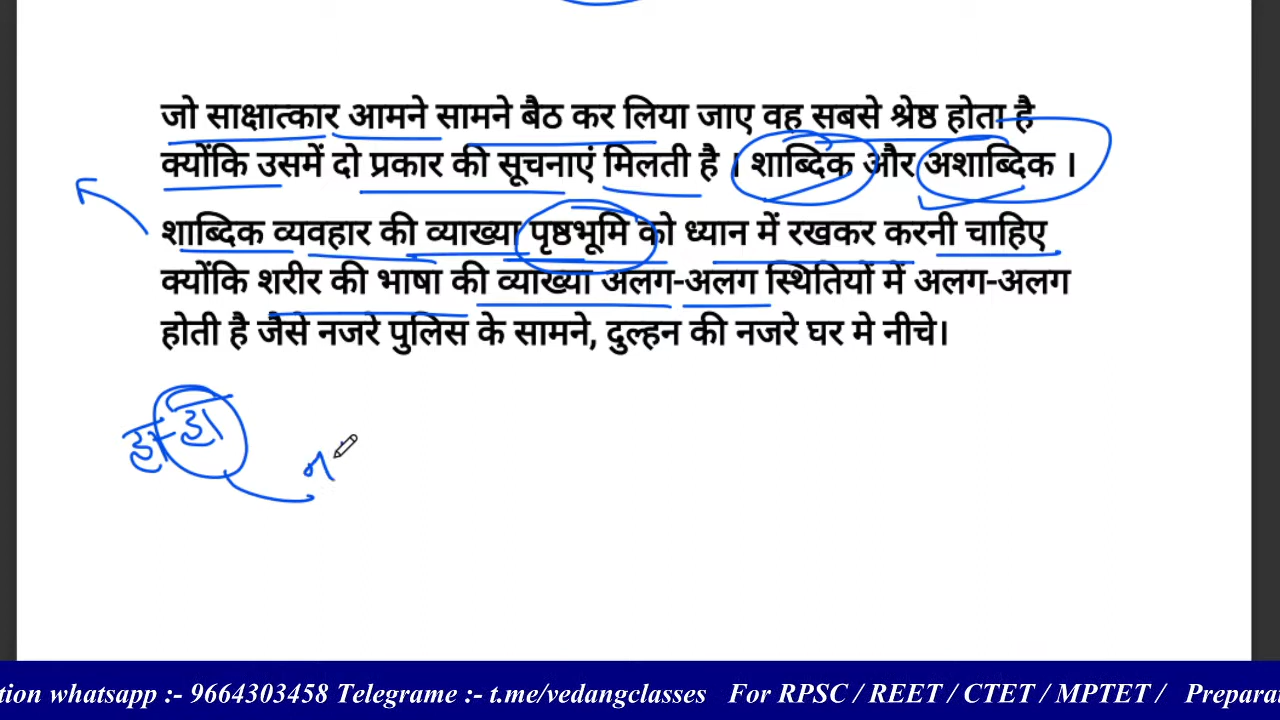 जो साक्षात्कार आमने सामने बैठ कर लिया जाए वह सबसे श्रेष्ठ होता है
क्योंकि उसमें दो प्रकार की सूचनाएं मिलती है । शाब्दिक और अशाब्दिक ।
शाब्दिक व्यवहार की व्याख्या पृष्ठभूमि को ध्यान में रखकर करनी चाहिए
क्योंकि शरीर की भाषा की व्याख्या अलग-अलग स्थितियों में अलग-अलग
होती है जैसे नजरे पुलिस के सामने, दुल्हन की नजरे घर मे नीचे।
हा-हा
न
tion whatsapp :- 9664303458 Telegrame :- t.me/vedangclasses For RPSC / REET / CTET / MPTET / Prepara